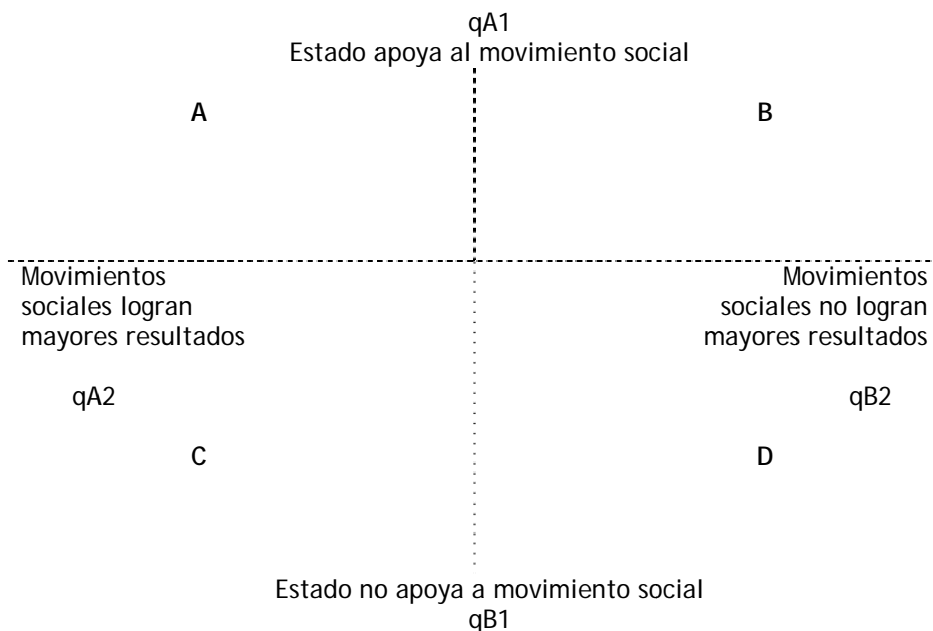 qA1
Estado apoya al movimiento social
A
B
Movimientos
sociales logran
mayores resultados
Movimientos
sociales no logran
mayores resultados
qA2
qB2
C
D
Estado no apoya a movimiento social
qB1